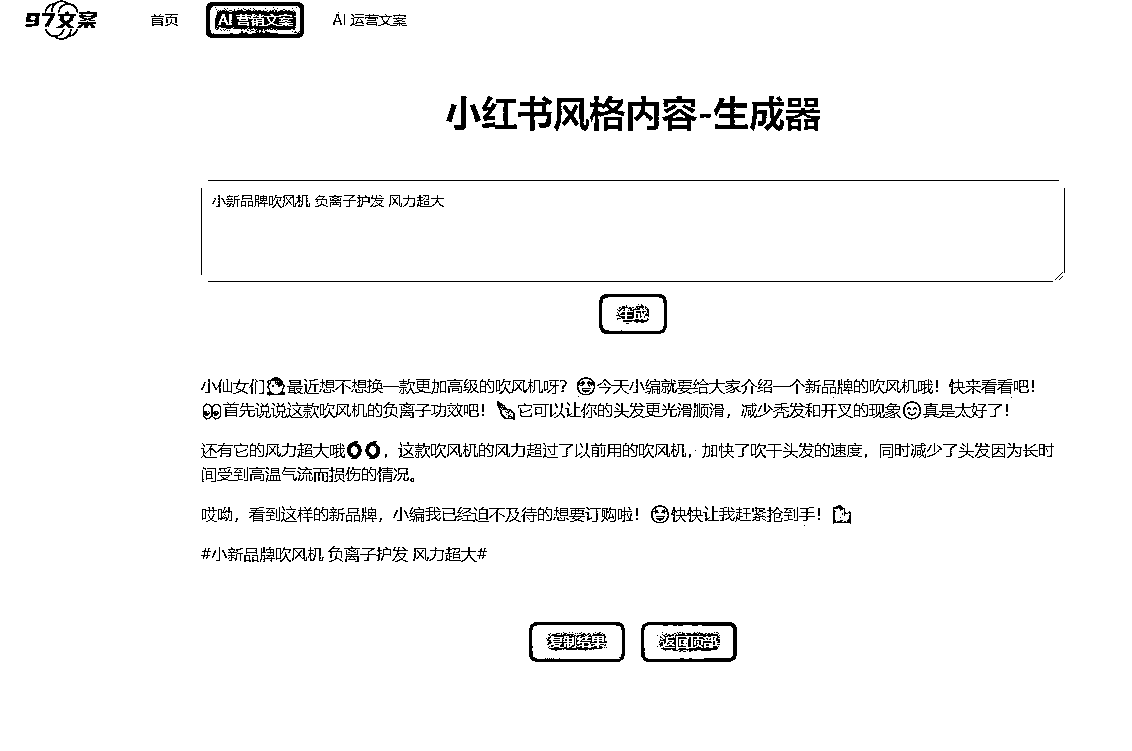 97文案
首页
AI 营销文案
AI 运营文案
小红书风格内容-生成器
小新品牌吹风机 负离子护发 风力超大
生成
小仙女们最近想不想换一款更加高级的吹风机呀？😍今天小编就要给大家介绍一个新品牌的吹风机哦！快来看看吧！
👀首先说说这款吹风机的负离子功效吧！它可以让你的头发更光滑顺滑，减少秃发和开叉的现象😊真是太好了！
还有它的风力超大哦，这款吹风机的风力超过了以前用的吹风机，加快了吹干头发的速度，同时减少了头发因为长时
间受到高温气流而损伤的情况。
哎呦，看到这样的新品牌，小编我已经迫不及待的想要订购啦！😍快快让我赶紧抢到手！
#小新品牌吹风机 负离子护发 风力超大#
复制结果
返回顶部